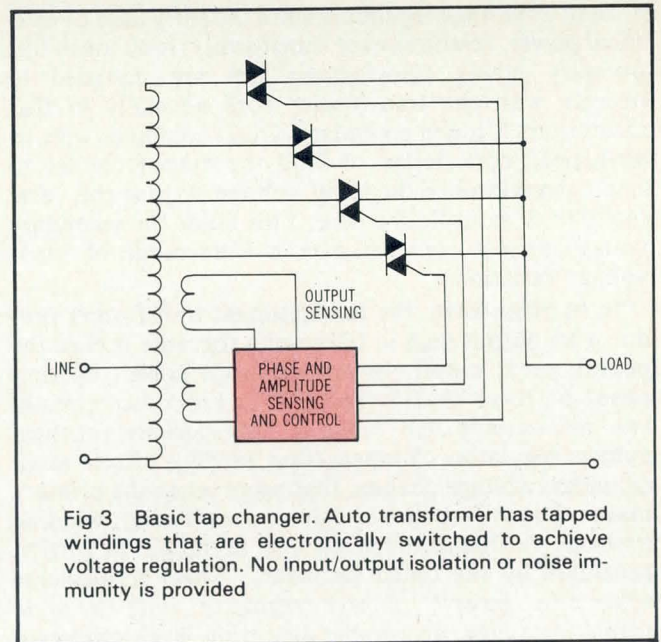 OUTPUT
SENSING
LINE
LOAD
PHASE AND
AMPLITUDE
SENSING
AND CONTROL
Fig 3 Basic tap changer. Auto transformer has tapped
windings that are electronically switched to achieve
voltage regulation. No input/output isolation or noise im-
munity is provided